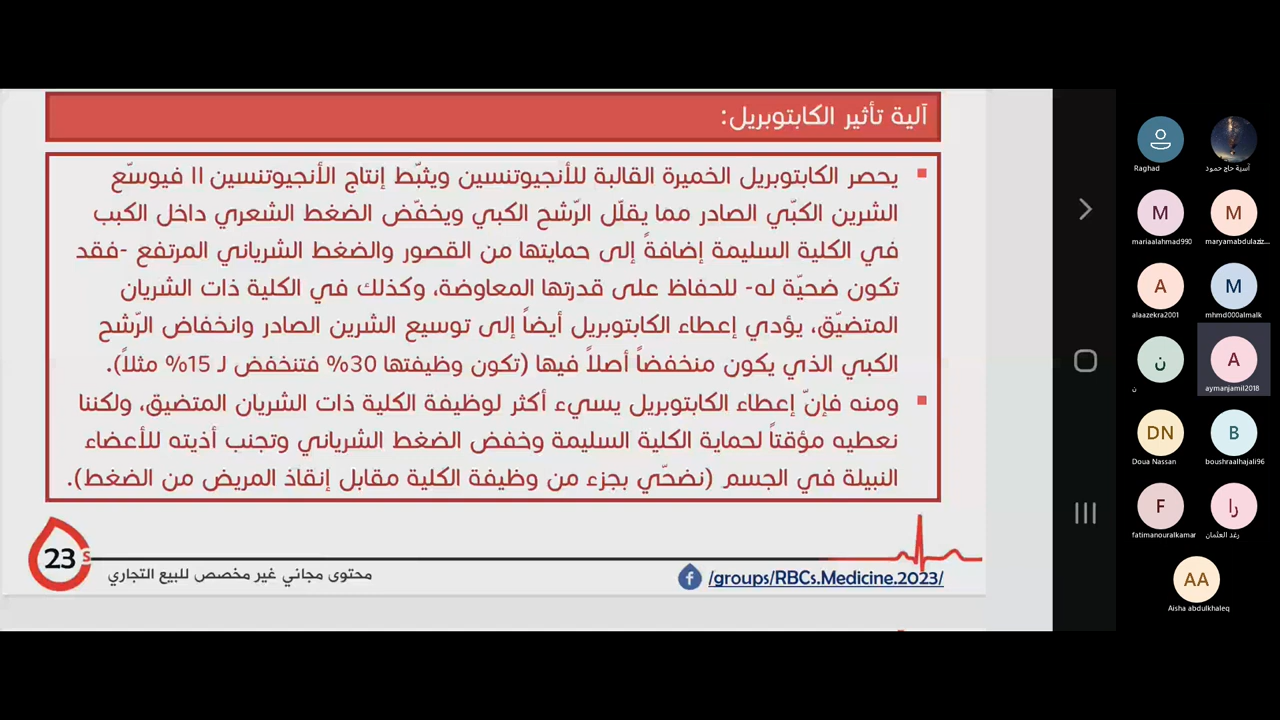 آلية تأثير الكابتوبريل:
يحصر الكابتوبريل الخميرة القالبة للأنجيوتنسين ويثبّط إنتاج الأنجيوتنسين II فيوسّع
الشرين الكبّي الصادر مما يقلّل الرّشح الكبي ويخفّض الضغط الشعري داخل الكبب
في الكلية السليمة إضافةً إلى حمايتها من القصور والضغط الشرياني المرتفع -فقد
تكون ضحيّة له- للحفاظ على قدرتها المعاوضة، وكذلك في الكلية ذات الشريان
المتضيّق، يؤدي إعطاء الكابتوبريل أيضاً إلى توسيع الشرين الصادر وانخفاض الرّشح
الكبي الذي يكون منخفضاً أصلاً فيها (تكون وظيفتها 30% فتنخفض لـ 15% مثلاً).
ومنه فإنّ إعطاء الكابتوبريل يسيء أكثر لوظيفة الكلية ذات الشريان المتضيق، ولكننا
نعطيه مؤقتاً لحماية الكلية السليمة وخفض الضغط الشرياني وتجنب أذيته للأعضاء
النبيلة في الجسم (نضحّي بجزء من وظيفة الكلية مقابل إنقاذ المريض من الضغط).
23
S
محتوى مجاني غير مخصص للبيع التجاري
f /groups/RBCs.Medicine.2023/
Raghad
آسية حاج حمود
M
mariaalahmad990
M
maryamabdulaziz...
A
alaazekra2001
M
mhmd000almalk
ن
ن
A
aymanjamil2018
DN
Doua Nassan
B
boushraalhajali96
F
fatimanouralkamar
را
رغد العلمان
AA
Aisha abdulkhaleq